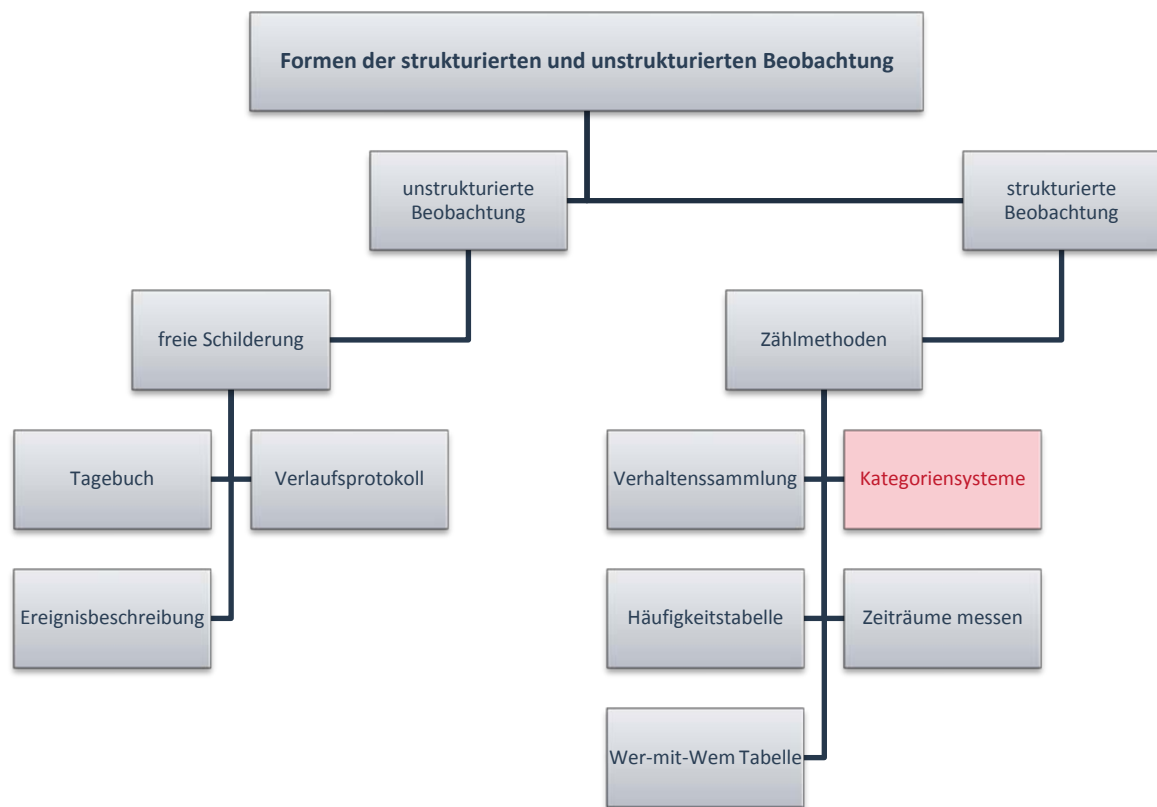 Formen der strukturierten und unstrukturierten Beobachtung
unstrukturierte
Beobachtung
strukturierte
Beobachtung
freie Schilderung
Zählmethoden
Tagebuch
Verlaufsprotokoll
Verhaltenssammlung
Kategoriensysteme
Ereignisbeschreibung
Häufigkeitstabelle
Zeiträume messen
Wer-mit-Wem Tabelle